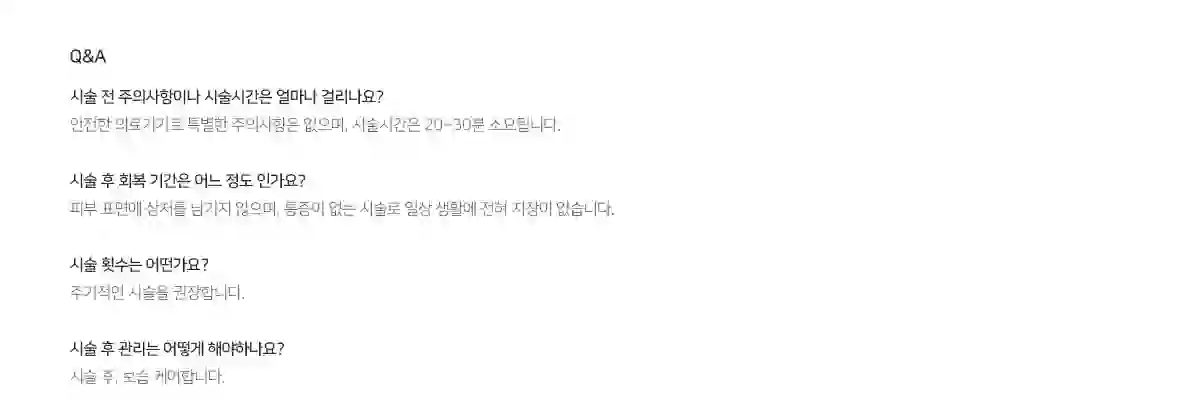 Q&A
시술 전 주의사항이나 시술시간은 얼마나 걸리나요?
안전한 의료기기로 특별한 주의사항은 없으며, 시술시간은 20~30분 소요됩니다.
시술 후 회복 기간은 어느 정도 인가요?
피부 표면에 상처를 남기지 않으며, 통증이 없는 시술로 일상 생활에 전혀 지장이 없습니다.
시술 횟수는 어떤가요?
주기적인 시술을 권장합니다.
시술 후 관리는 어떻게 해야하나요?
시술 후, 보습 케어합니다.